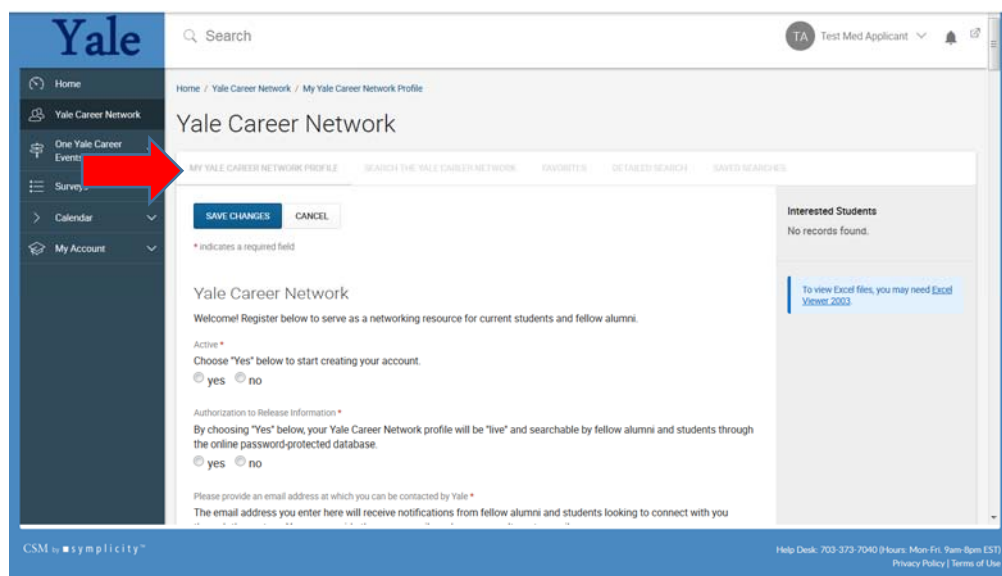 Yale
Search
TA Test Med Applicant
Home
Yale Career Network
One Yale Career
Events
Surveys
Calendar
My Account
Home / Yale Career Network / My Yale Career Network Profile
Yale Career Network
MY YALE CAREER NETWORK PROFILE SEARCH THE YALE CAREER NETWORK FAVORITES DETAILED SEARCH SAVED SEARCHES
SAVE CHANGES CANCEL
* indicates a required field
Yale Career Network
Welcome! Register below to serve as a networking resource for current students and fellow alumni.
Active *
Choose "Yes" below to start creating your account.
yes no
Authorization to Release Information *
By choosing "Yes" below, your Yale Career Network profile will be "live" and searchable by fellow alumni and students through
the online password-protected database.
yes no
Please provide an email address at which you can be contacted by Yale *
The email address you enter here will receive notifications from fellow alumni and students looking to connect with you
Interested Students
No records found.
To view Excel files, you may need Excel
Viewer 2003.
CSM by symplicity™
Help Desk: 703-373-7040 (Hours: Mon-Fri. 9am-8pm EST)
Privacy Policy | Terms of Use